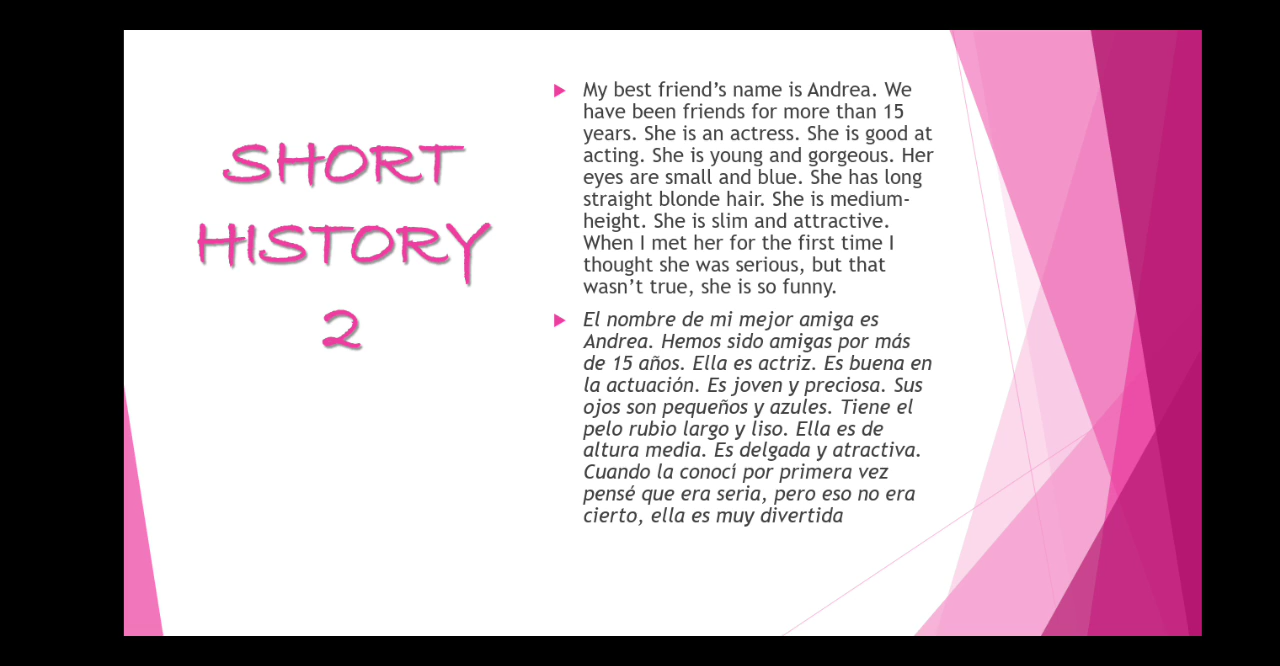 SHORT
HISTORY
2
My best friend’s name is Andrea. We
have been friends for more than 15
years. She is an actress. She is good at
acting. She is young and gorgeous. Her
eyes are small and blue. She has long
straight blonde hair. She is medium-
height. She is slim and attractive.
When I met her for the first time I
thought she was serious, but that
wasn’t true, she is so funny.
El nombre de mi mejor amiga es
Andrea. Hemos sido amigas por más
de 15 años. Ella es actriz. Es buena en
la actuación. Es joven y preciosa. Sus
ojos son pequeños y azules. Tiene el
pelo rubio largo y liso. Ella es de
altura media. Es delgada y atractiva.
Cuando la conocí por primera vez
pensé que era seria, pero eso no era
cierto, ella es muy divertida